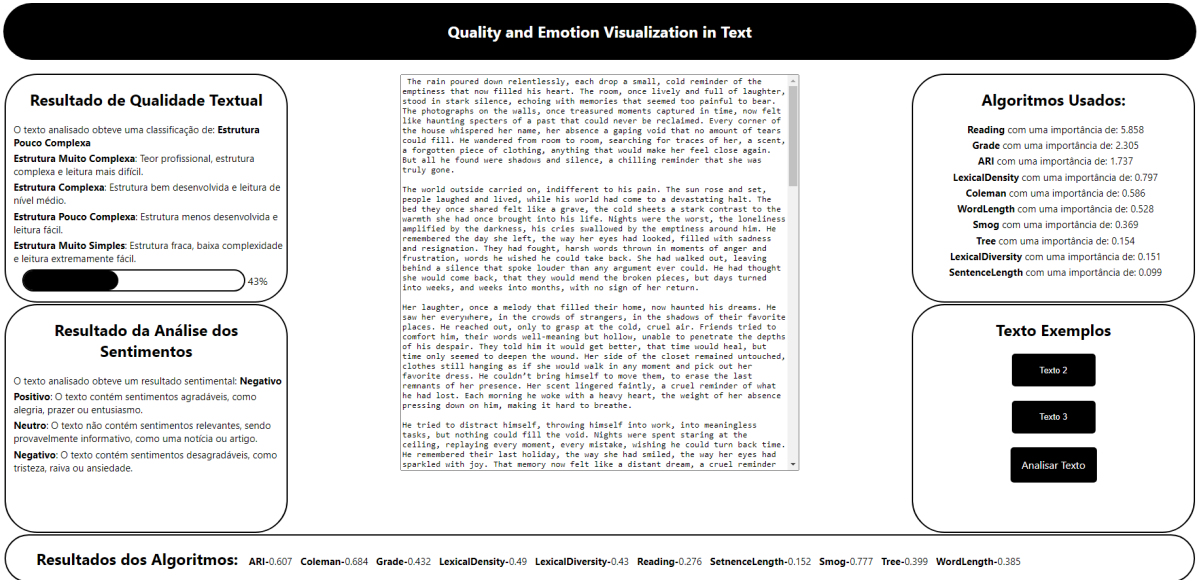 Quality and Emotion Visualization in Text
Resultado de Qualidade Textual
O texto analisado obteve uma classificação de: Estrutura
Pouco Complexa
Estrutura Muito Complexa: Teor profissional, estrutura
complexa e leitura mais difícil.
Estrutura Complexa: Estrutura bem desenvolvida e leitura de
nível médio.
Estrutura Pouco Complexa: Estrutura menos desenvolvida e
leitura fácil.
Estrutura Muito Simples: Estrutura fraca, baixa complexidade
e leitura extremamente fácil.
43%
Resultado da Análise dos
Sentimentos
O texto analisado obteve um resultado sentimental: Negativo
Positivo: O texto contém sentimentos agradáveis, como
alegria, prazer ou entusiasmo.
Neutro: O texto não contém sentimentos relevantes, sendo
provavelmente informativo, como uma notícia ou artigo.
Negativo: O texto contém sentimentos desagradáveis, como
tristeza, raiva ou ansiedade.
The rain poured down relentlessly, each drop a small, cold reminder of the
emptiness that now filled his heart. The room, once lively and full of laughter,
stood in stark silence, echoing with memories that seemed too painful to bear.
The photographs on the walls, once treasured moments captured in time, now felt
like haunting specters of a past that could never be reclaimed. Every corner of
the house whispered her name, her absence a gaping void that no amount of tears
could fill. He wandered from room to room, searching for traces of her, a scent,
a forgotten piece of clothing, anything that would make her feel close again.
But all he found were shadows and silence, a chilling reminder that she was
truly gone.
The world outside carried on, indifferent to his pain. The sun rose and set,
people laughed and lived, while his world had come to a devastating halt. The
bed they once shared felt like a grave, the cold sheets a stark contrast to the
warmth she had once brought into his life. Nights were the worst, the loneliness
amplified by the darkness, his cries swallowed by the emptiness around him. He
remembered the day she left, the way her eyes had looked, filled with sadness
and resignation. They had fought, harsh words thrown in moments of anger and
frustration, words he wished he could take back. She had walked out, leaving
behind a silence that spoke louder than any argument ever could. He had thought
she would come back, that they would mend the broken pieces, but days turned
into weeks, and weeks into months, with no sign of her return.
Her laughter, once a melody that filled their home, now haunted his dreams. He
saw her everywhere, in the crowds of strangers, in the shadows of their favorite
places. He reached out, only to grasp at the cold, cruel air. Friends tried to
comfort him, their words well-meaning but hollow, unable to penetrate the depths
of his despair. They told him it would get better, that time would heal, but
time only seemed to deepen the wound. Her side of the closet remained untouched,
clothes still hanging as if she would walk in any moment and pick out her
favorite dress. He couldn't bring himself to move them, to erase the last
remnants of her presence. Her scent lingered faintly, a cruel reminder of what
he had lost. Each morning he woke with a heavy heart, the weight of her absence
pressing down on him, making it hard to breathe.
He tried to distract himself, throwing himself into work, into meaningless
tasks, but nothing could fill the void. Nights were spent staring at the
ceiling, replaying every moment, every mistake, wishing he could turn back time.
He remembered their last holiday, the way she had smiled, the way her eyes had
sparkled with joy. That memory now felt like a distant dream, a cruel reminder
Algoritmos Usados:
Reading com uma importância de: 5.858
Grade com uma importância de: 2.305
ARI com uma importância de: 1.737
LexicalDensity com uma importância de: 0.797
Coleman com uma importância de: 0.586
WordLength com uma importância de: 0.528
Smog com uma importância de: 0.369
Tree com uma importância de: 0.154
LexicalDiversity com uma importância de: 0.151
SentenceLength com uma importância de: 0.099
Texto Exemplos
Texto 2
Texto 3
Analisar Texto
Resultados dos Algoritmos: ARI-0.607 Coleman-0.684 Grade-0.432 LexicalDensity-0.49 LexicalDiversity-0.43 Reading-0.276 SetnenceLength-0.152 Smog-0.777 Tree-0.399 WordLength-0.385